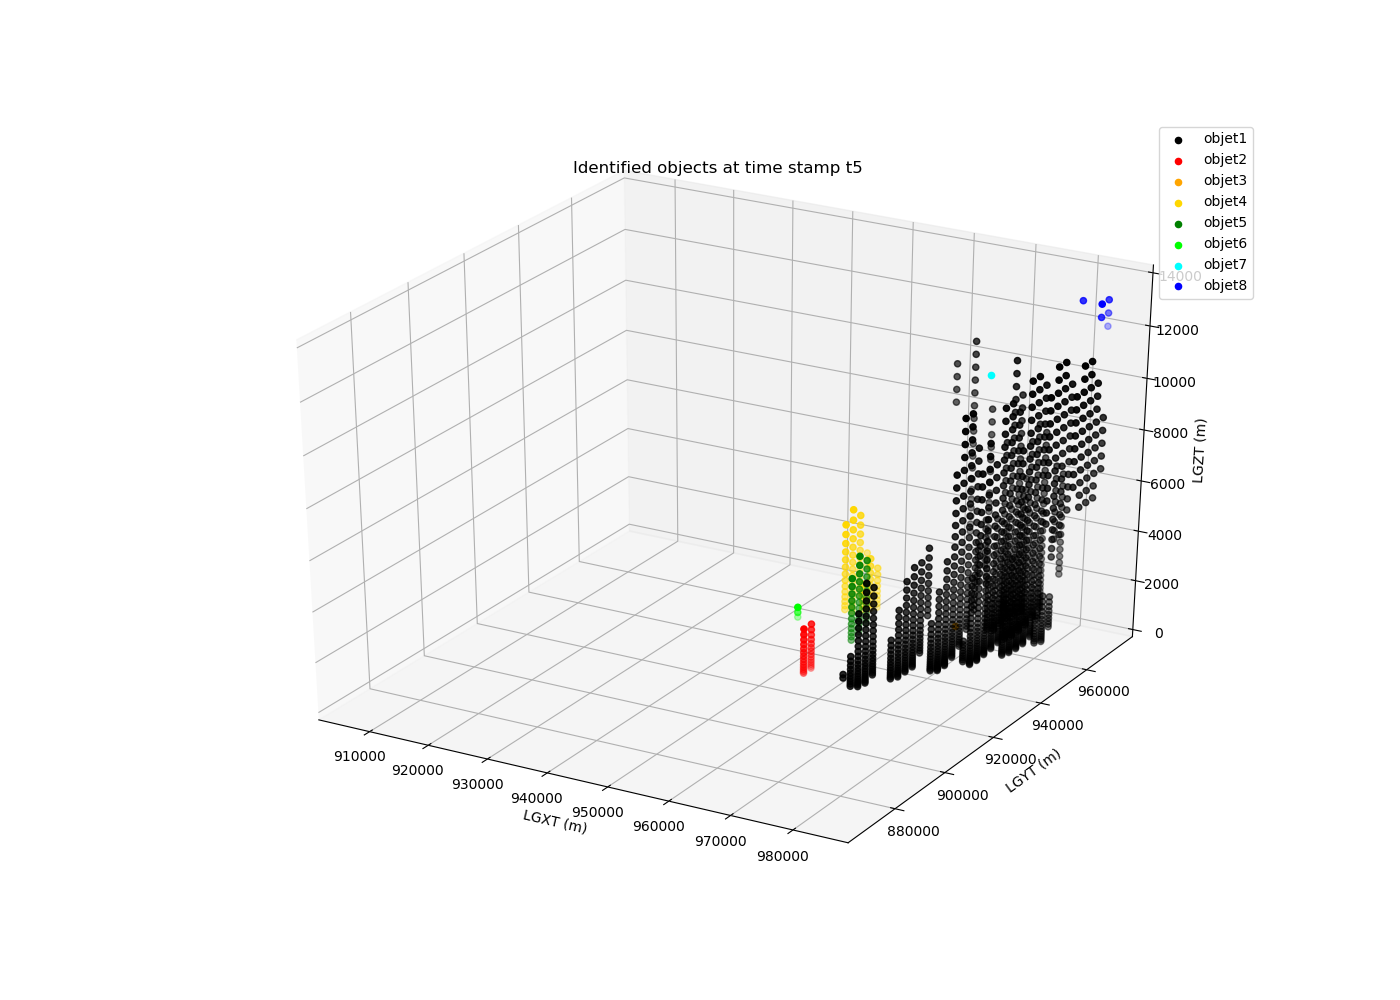 Identified objects at time stamp t5
objet1
objet2
objet3
objet4
objet5
objet6
objet7
objet8
14000
12000
10000
8000
6000
4000
2000
0
LGZT (m)
960000
940000
920000
900000
880000
LGYT (m)
910000
920000
930000
940000
950000
960000
970000
980000
LGXT (m)